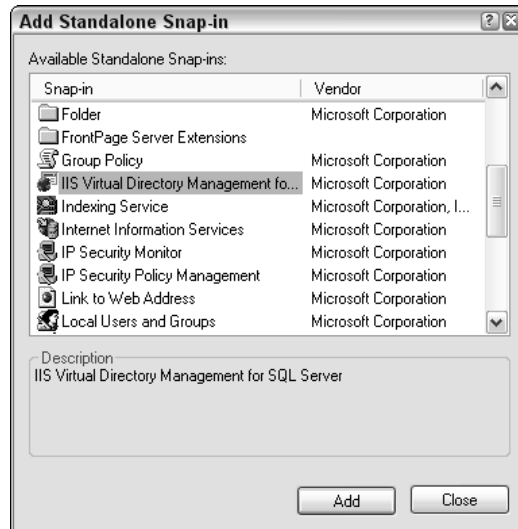 Add Standalone Snap-in
Available Standalone Snap-ins:
Snap-in Vendor
Folder Microsoft Corporation
FrontPage Server Extensions
Group Policy Microsoft Corporation
IIS Virtual Directory Management fo... Microsoft Corporation
Indexing Service Microsoft Corporation, I...
Internet Information Services Microsoft Corporation
IP Security Monitor Microsoft Corporation
IP Security Policy Management Microsoft Corporation
Link to Web Address Microsoft Corporation
Local Users and Groups Microsoft Corporation
Description
IIS Virtual Directory Management for SQL Server
Add Close